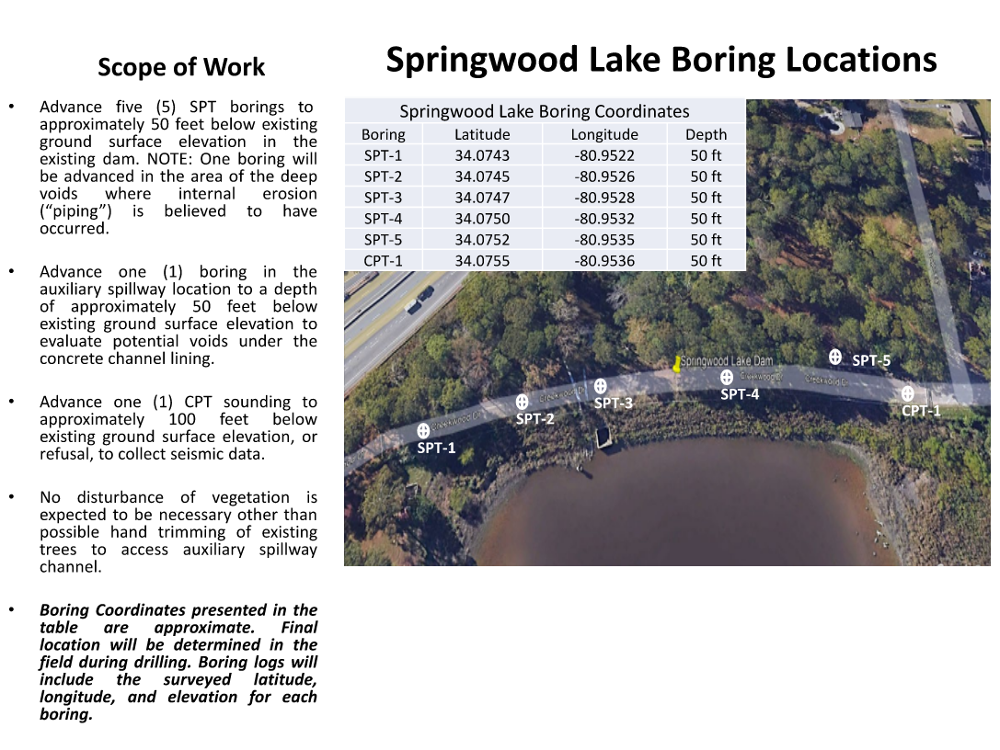 Scope of Work
• Advance five (5) SPT borings to
approximately 50 feet below existing
ground surface elevation in the
existing dam. NOTE: One boring will
be advanced in the area of the deep
voids where internal erosion
(“piping”) is believed to have
occurred.
• Advance one (1) boring in the
auxiliary spillway location to a depth
of approximately 50 feet below
existing ground surface elevation to
evaluate potential voids under the
concrete channel lining.
• Advance one (1) CPT sounding to
approximately 100 feet below
existing ground surface elevation, or
refusal, to collect seismic data.
• No disturbance of vegetation is
expected to be necessary other than
possible hand trimming of existing
trees to access auxiliary spillway
channel.
• Boring Coordinates presented in the
table are approximate. Final
location will be determined in the
field during drilling. Boring logs will
include the surveyed latitude,
longitude, and elevation for each
boring.
Springwood Lake Boring Locations
Springwood Lake Boring Coordinates
Boring Latitude Longitude Depth
SPT-1 34.0743 -80.9522 50 ft
SPT-2 34.0745 -80.9526 50 ft
SPT-3 34.0747 -80.9528 50 ft
SPT-4 34.0750 -80.9532 50 ft
SPT-5 34.0752 -80.9535 50 ft
CPT-1 34.0755 -80.9536 50 ft
Springwood Lake Dam
SPT-5
Creekwood Dr
Creekwood Dr
SPT-4
CPT-1
Creekwood Dr
SPT-3
SPT-2
Creekwood Dr
SPT-1